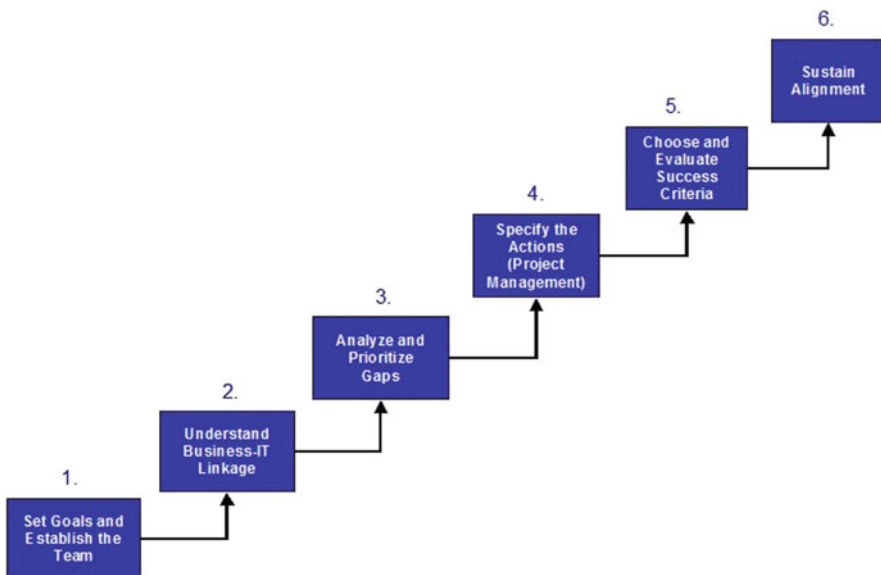 1.
Set Goals and
Establish the
Team
2.
Understand
Business-IT
Linkage
3.
Analyze and
Prioritize
Gaps
4.
Specify the
Actions
(Project
Management)
5.
Choose and
Evaluate
Success
Criteria
6.
Sustain
Alignment